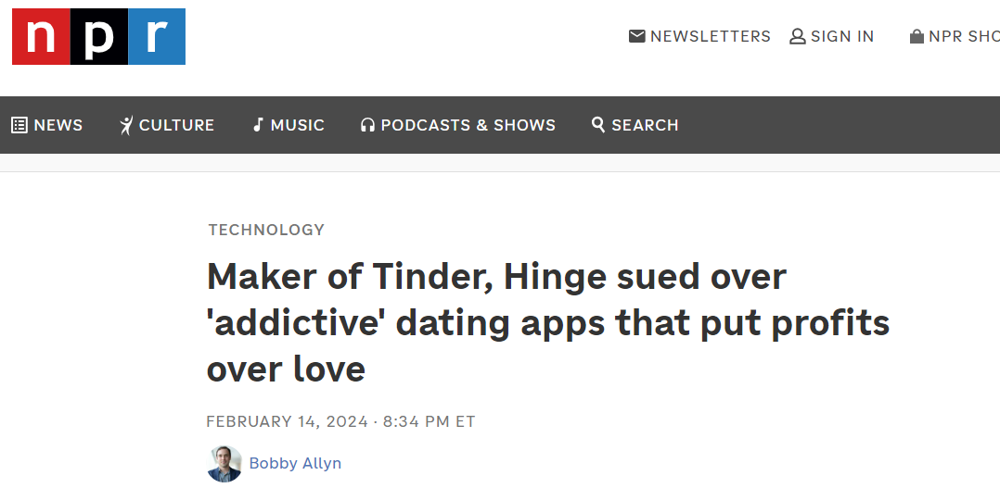 npr
NEWSLETTERS SIGN IN NPR SHO
NEWS CULTURE MUSIC PODCASTS & SHOWS SEARCH
TECHNOLOGY
Maker of Tinder, Hinge sued over
'addictive' dating apps that put profits
over love
FEBRUARY 14, 2024 · 8:34 PM ET
Bobby Allyn